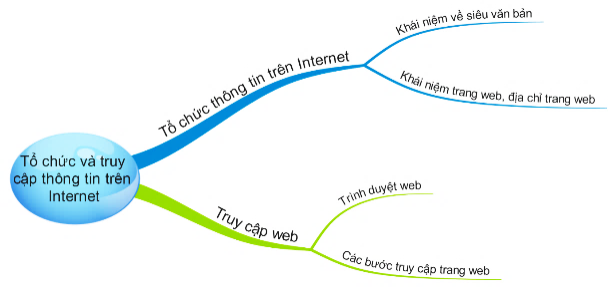 Tổ chức và truy
cập thông tin trên
Internet
Tổ chức thông tin trên Internet
Khái niệm về siêu văn bản
Khái niệm trang web, địa chỉ trang web
Truy cập web
Trình duyệt web
Các bước truy cập trang web